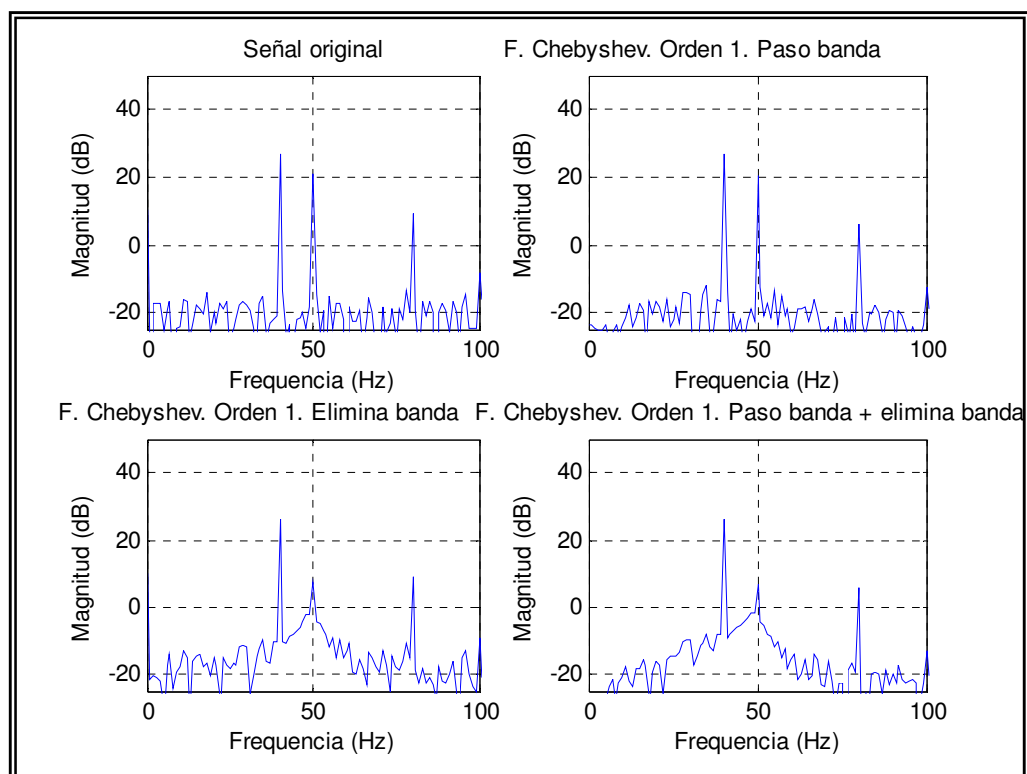 Señal original
F. Chebyshev. Orden 1. Paso banda
Magnitud (dB)
40
20
0
-20
0
50
100
Frequencia (Hz)
Magnitud (dB)
40
20
0
-20
0
50
100
Frequencia (Hz)
F. Chebyshev. Orden 1. Elimina banda
F. Chebyshev. Orden 1. Paso banda + elimina banda
Magnitud (dB)
40
20
0
-20
0
50
100
Frequencia (Hz)
Magnitud (dB)
40
20
0
-20
0
50
100
Frequencia (Hz)